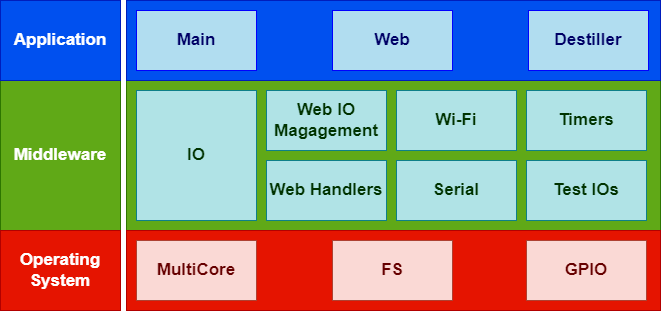 Application
Main
Web
Destiller
Middleware
IO
Web IO
Magagement
Wi-Fi
Timers
Web Handlers
Serial
Test IOs
Operating
System
MultiCore
FS
GPIO